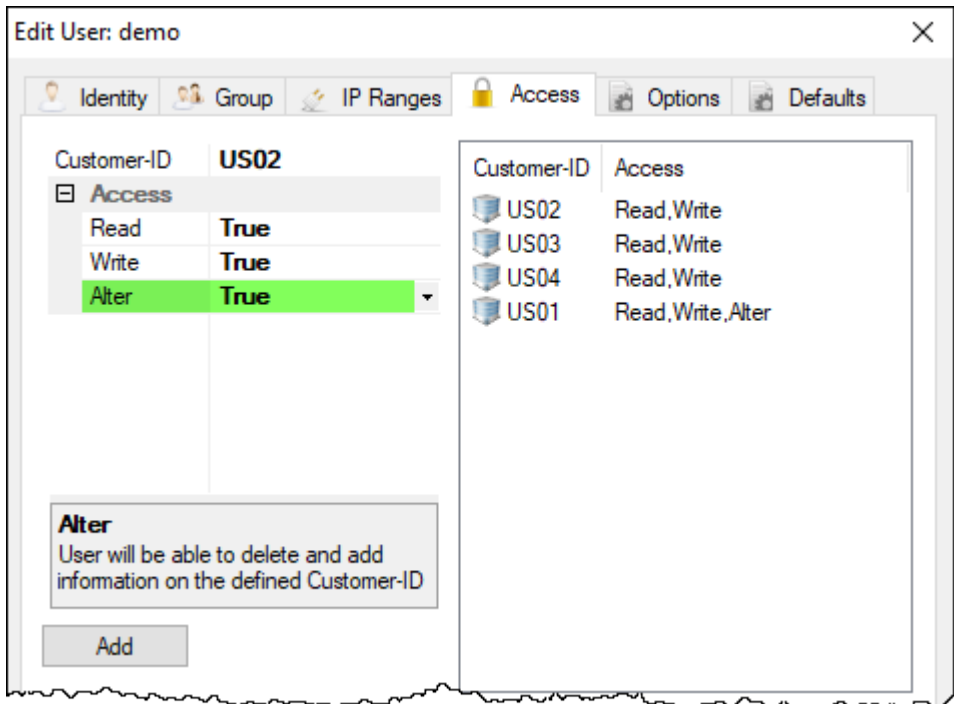 Edit User: demo
Identity Group IP Ranges Access Options Defaults
Customer-ID US02
Access
Read True
Write True
Alter True
Alter
User will be able to delete and add
information on the defined Customer-ID
Add
Customer-ID Access
US02 Read,Write
US03 Read,Write
US04 Read,Write
US01 Read,Write,Alter